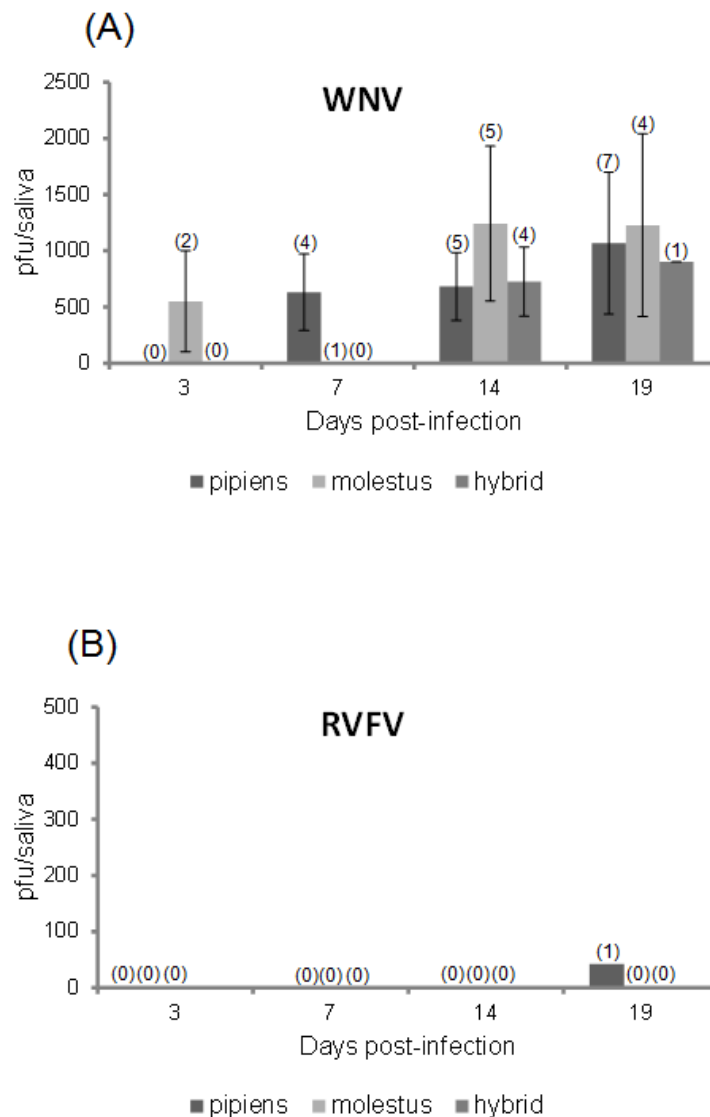 (A)
WNV
2500
2000
1500
1000
500
0
pfu/saliva
(0) (2) (0)
(4) (1) (0)
(5) (5) (4)
(7) (4) (1)
3 7 14 19
Days post-infection
pipiens molestus hybrid
(B)
RVFV
500
400
300
200
100
0
pfu/saliva
(0)(0)(0) (0)(0)(0) (0)(0)(0) (1) (0)(0)
3 7 14 19
Days post-infection
pipiens molestus hybrid